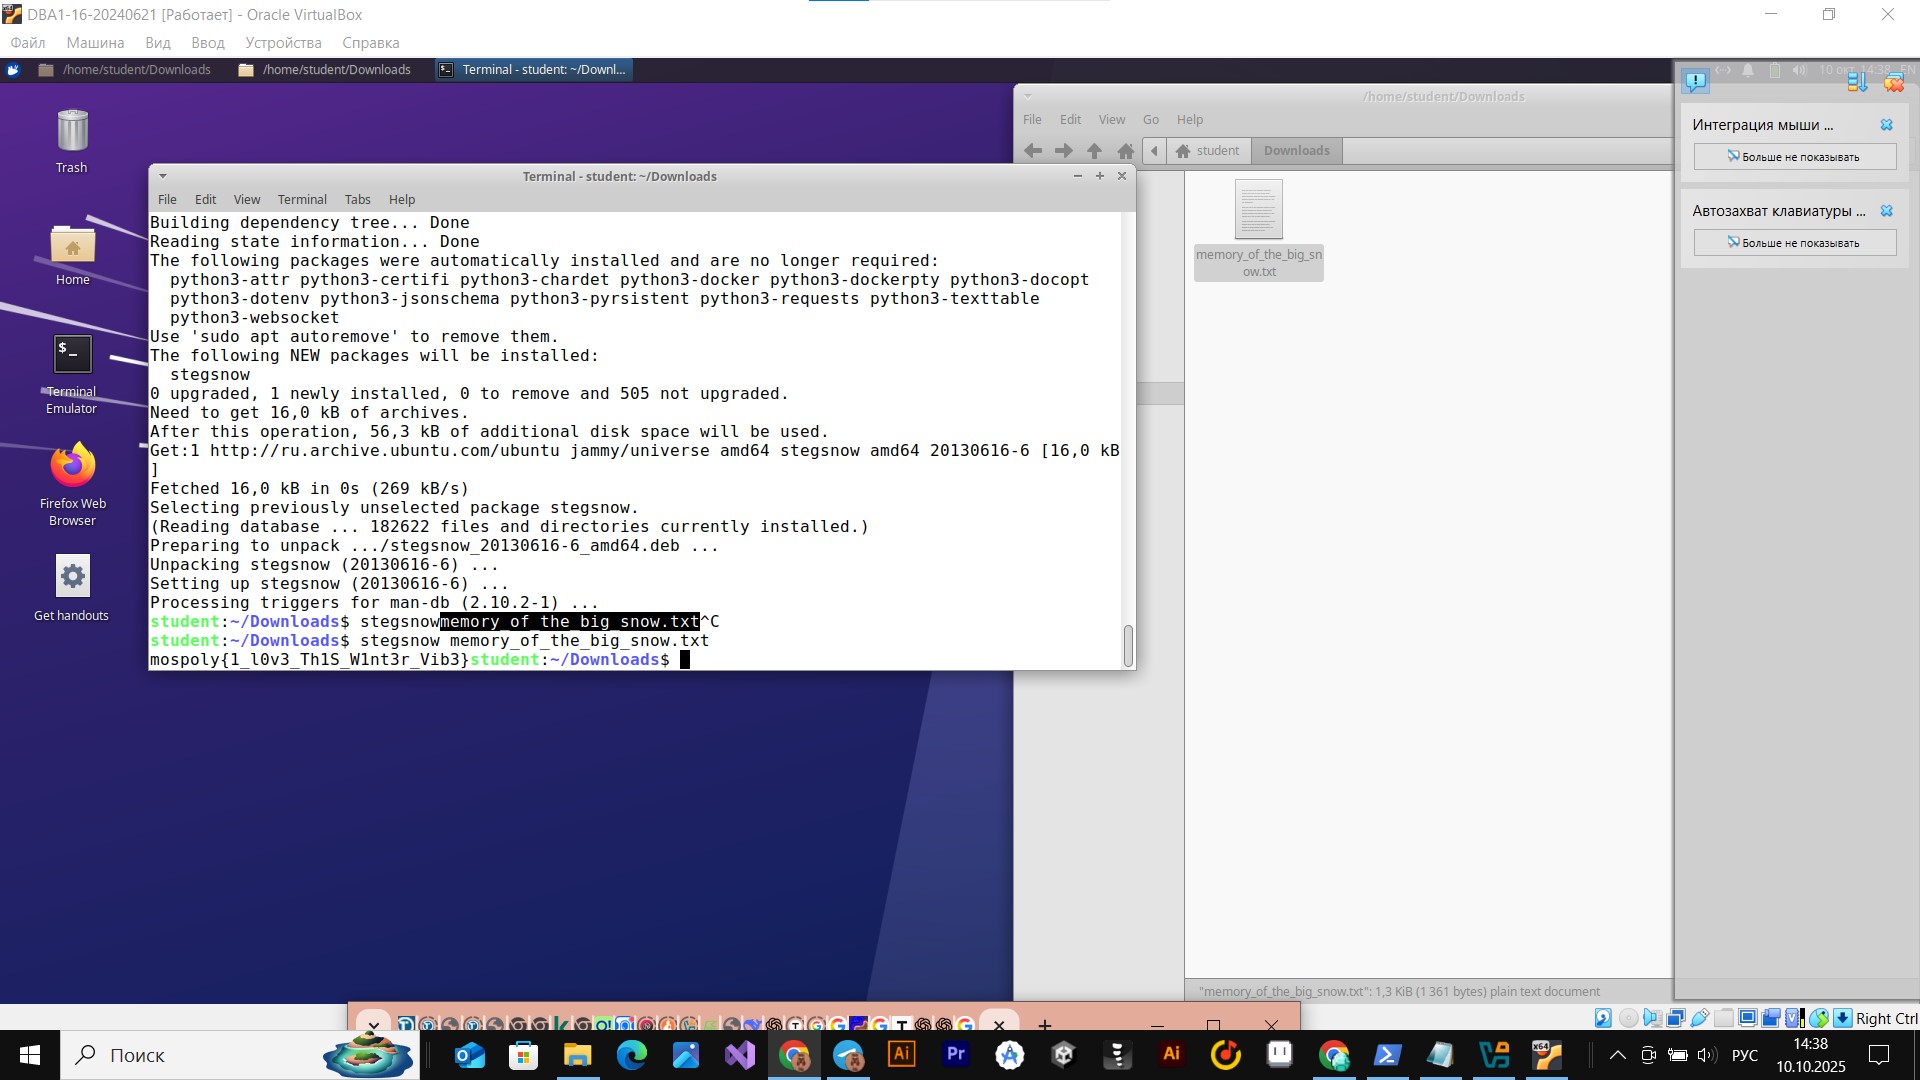 DBA1-16-20240621 [Работает] - Oracle VirtualBox
Файл Машина Вид Ввод Устройства Справка
/home/student/Downloads /home/student/Downloads Terminal - student: ~/Downl... 10 окт, 14:38 EN
/home/student/Downloads
File Edit View Go Help
student Downloads
memory_of_the_big_sn
ow.txt
"memory_of_the_big_snow.txt": 1,3 KiB (1 361 bytes) plain text document
Интеграция мыши ...
Больше не показывать
Автозахват клавиатуры ...
Больше не показывать
Trash
Home
Terminal
Emulator
Firefox Web
Browser
Get handouts
Terminal - student: ~/Downloads
File Edit View Terminal Tabs Help
Building dependency tree... Done
Reading state information... Done
The following packages were automatically installed and are no longer required:
  python3-attr python3-certifi python3-chardet python3-docker python3-dockerpty python3-docopt
  python3-dotenv python3-jsonschema python3-pyrsistent python3-requests python3-texttable
  python3-websocket
Use 'sudo apt autoremove' to remove them.
The following NEW packages will be installed:
  stegsnow
0 upgraded, 1 newly installed, 0 to remove and 505 not upgraded.
Need to get 16,0 kB of archives.
After this operation, 56,3 kB of additional disk space will be used.
Get:1 http://ru.archive.ubuntu.com/ubuntu jammy/universe amd64 stegsnow amd64 20130616-6 [16,0 kB
]
Fetched 16,0 kB in 0s (269 kB/s)
Selecting previously unselected package stegsnow.
(Reading database ... 182622 files and directories currently installed.)
Preparing to unpack .../stegsnow_20130616-6_amd64.deb ...
Unpacking stegsnow (20130616-6) ...
Setting up stegsnow (20130616-6) ...
Processing triggers for man-db (2.10.2-1) ...
student:~/Downloads$ stegsnowmemory_of_the_big_snow.txt^C
student:~/Downloads$ stegsnow memory_of_the_big_snow.txt
mospoly{1_l0v3_Th1S_W1nt3r_Vib3}student:~/Downloads$
Right Ctrl
Поиск
РУС
14:38
10.10.2025